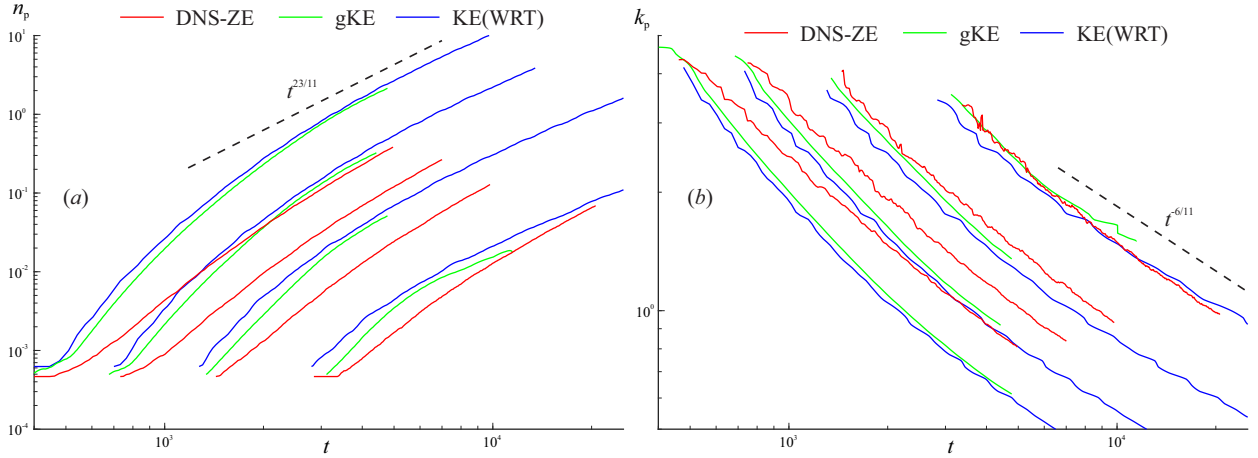 n_p
DNS-ZE gKE KE(WRT)
10^1
10^0
10^-1
10^-2
10^-3
10^-4
t^23/11
(a)
10^3 t 10^4
k_p
DNS-ZE gKE KE(WRT)
10^0
(b)
t^-6/11
10^3 t 10^4